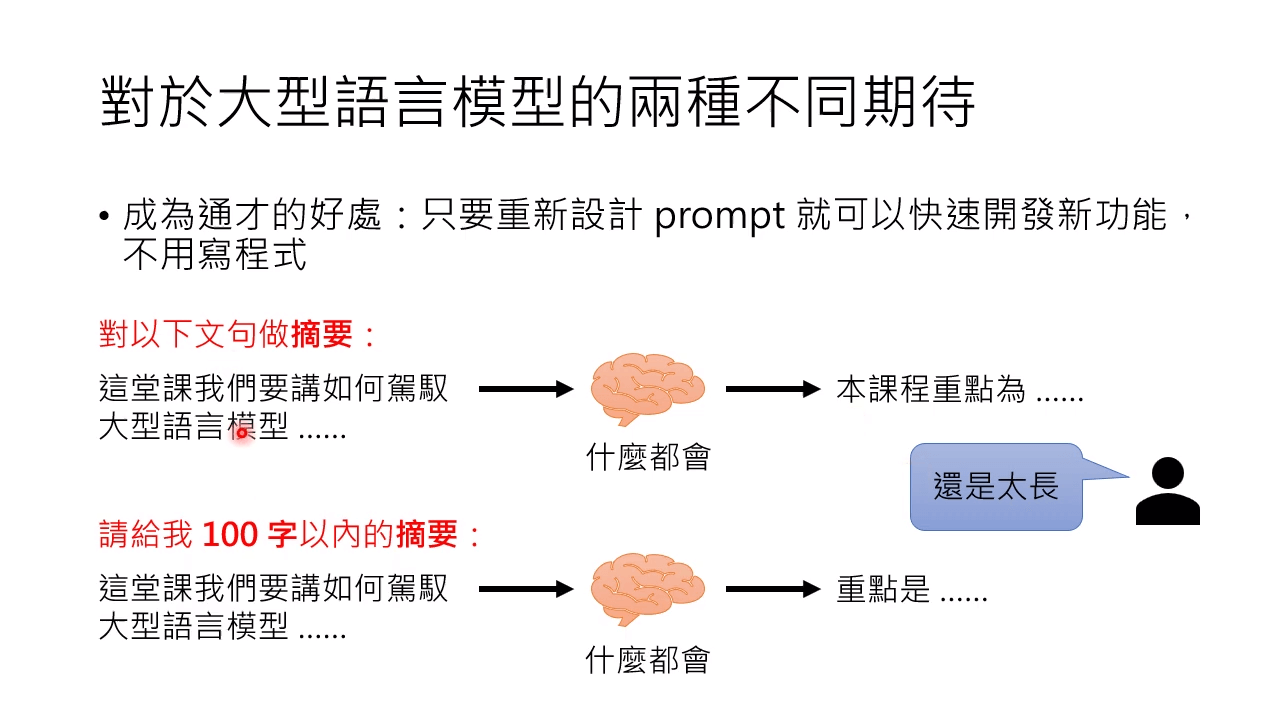 對於大型語言模型的兩種不同期待
• 成為通才的好處：只要重新設計 prompt 就可以快速開發新功能，
不用寫程式
對以下文句做摘要：
這堂課我們要講如何駕馭
大型語言模型 ......
什麼都會
本課程重點為 ......
還是太長
請給我 100 字以內的摘要：
這堂課我們要講如何駕馭
大型語言模型 ......
什麼都會
重點是 ......